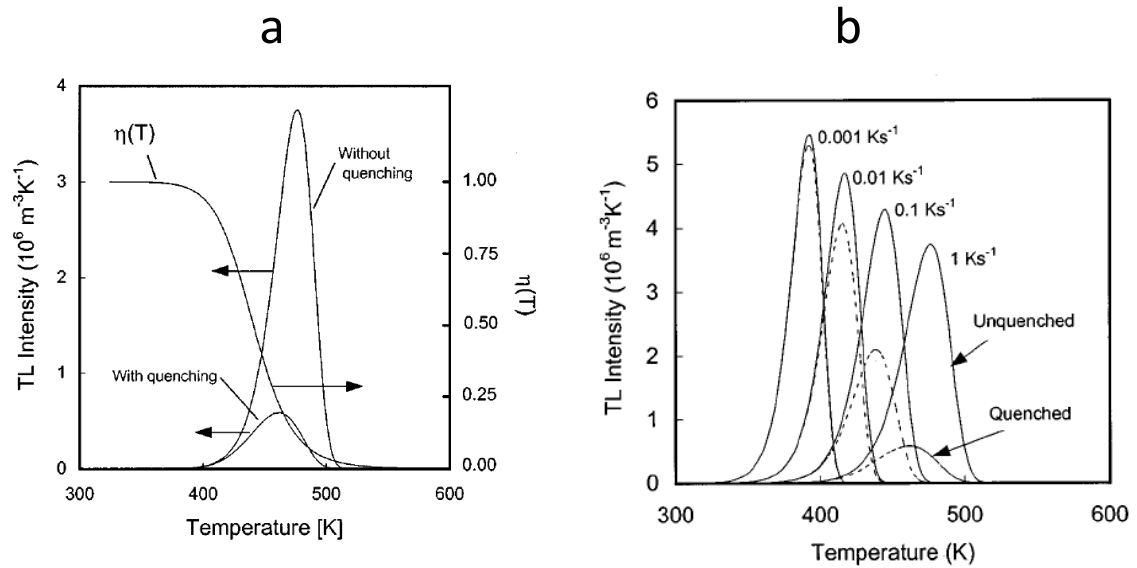 a
4
3
2
1
0
TL Intensity (10⁶ m⁻³K⁻¹)
η(T)
Without
quenching
With quenching
1.00
0.75
0.50
0.25
0.00
η(T)
300
400
500
600
Temperature [K]
b
6
5
4
3
2
1
0
TL Intensity (10⁶ m⁻³K⁻¹)
0.001 Ks⁻¹
0.01 Ks⁻¹
0.1 Ks⁻¹
1 Ks⁻¹
Unquenched
Quenched
300
400
500
600
Temperature (K)